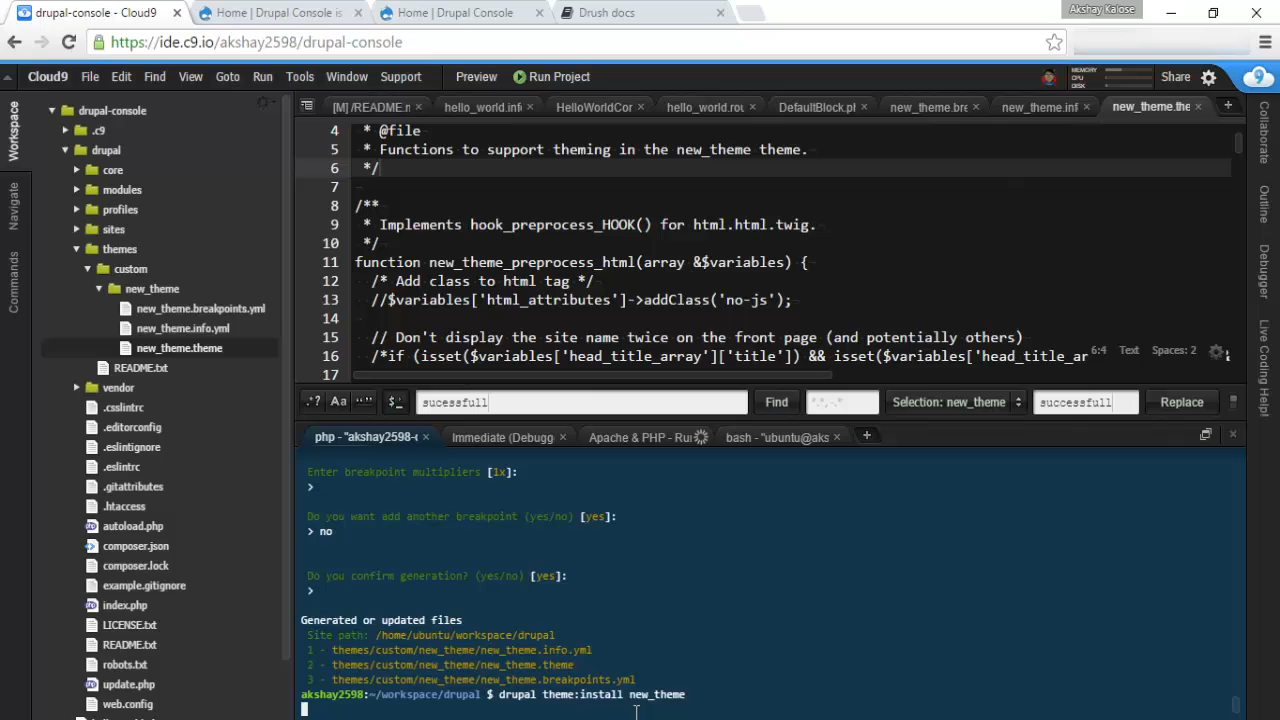 drupal-console - Cloud9
Home | Drupal Console is
Home | Drupal Console
Drush docs
Akshay Kalose
https://ide.c9.io/akshay2598/drupal-console
Cloud9 File Edit Find View Goto Run Tools Window Support Preview Run Project
MEMORY
CPU
DISK
Share
Workspace
Navigate
Commands
drupal-console
.c9
drupal
core
modules
profiles
sites
themes
custom
new_theme
new_theme.breakpoints.yml
new_theme.info.yml
new_theme.theme
README.txt
vendor
.csslintrc
.editorconfig
.eslintignore
.eslintrc
.gitattributes
.htaccess
autoload.php
composer.json
composer.lock
example.gitignore
index.php
LICENSE.txt
README.txt
robots.txt
update.php
web.config
[M] /README.m
hello_world.inf
HelloWorldCor
hello_world.rou
DefaultBlock.ph
new_theme.bre
new_theme.inf
new_theme.the
4 * @file
5 * Functions to support theming in the new_theme theme.
6 */
7
8 /**
9 * Implements hook_preprocess_HOOK() for html.html.twig.
10 */
11 function new_theme_preprocess_html(array &$variables) {
12 /* Add class to html tag */
13 //$variables['html_attributes']->addClass('no-js');
14
15 // Don't display the site name twice on the front page (and potentially others)
16 /*if (isset($variables['head_title_array']['title']) && isset($variables['head_title_ar
17
6:4 Text Spaces: 2
.*? Aa "" $_ sucessfull Find *.*, -.* Selection: new_theme successfull Replace
php - "akshay2598-
Immediate (Debugg
Apache & PHP - Ru
bash - "ubuntu@aks
Enter breakpoint multipliers [1x]:
>
Do you want add another breakpoint (yes/no) [yes]:
> no
Do you confirm generation? (yes/no) [yes]:
>
Generated or updated files
Site path: /home/ubuntu/workspace/drupal
1 - themes/custom/new_theme/new_theme.info.yml
2 - themes/custom/new_theme/new_theme.theme
3 - themes/custom/new_theme/new_theme.breakpoints.yml
akshay2598:~/workspace/drupal $ drupal theme:install new_theme
Collaborate
Outline
Debugger
Live Coding Help!